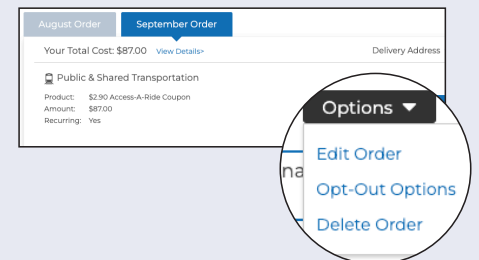 August Order
September Order
Your Total Cost: $87.00 View Details>
Delivery Address
Public & Shared Transportation
Product: $2.90 Access-A-Ride Coupon
Amount: $87.00
Recurring: Yes
Options
Edit Order
na
Opt-Out Options
Delete Order